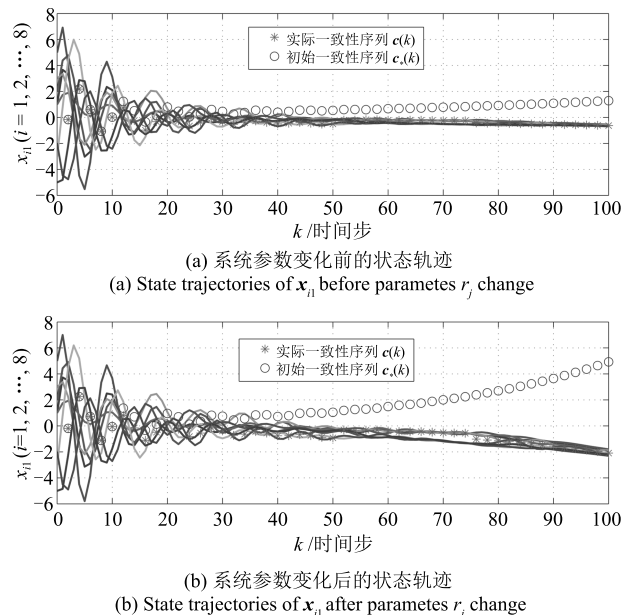 8
6
4
2
0
−2
−4
−6
x_{i1} (i = 1, 2, ⋯, 8)
* 实际一致性序列 c(k)
○ 初始一致性序列 c_*(k)
0 10 20 30 40 50 60 70 80 90 100
k /时间步
(a) 系统参数变化前的状态轨迹
(a) State trajectories of x_{i1} before parametes r_j change
8
6
4
2
0
−2
−4
−6
x_{i1} (i=1, 2, ⋯, 8)
* 实际一致性序列 c(k)
○ 初始一致性序列 c_*(k)
0 10 20 30 40 50 60 70 80 90 100
k /时间步
(b) 系统参数变化后的状态轨迹
(b) State trajectories of x_{i1} after parametes r_j change